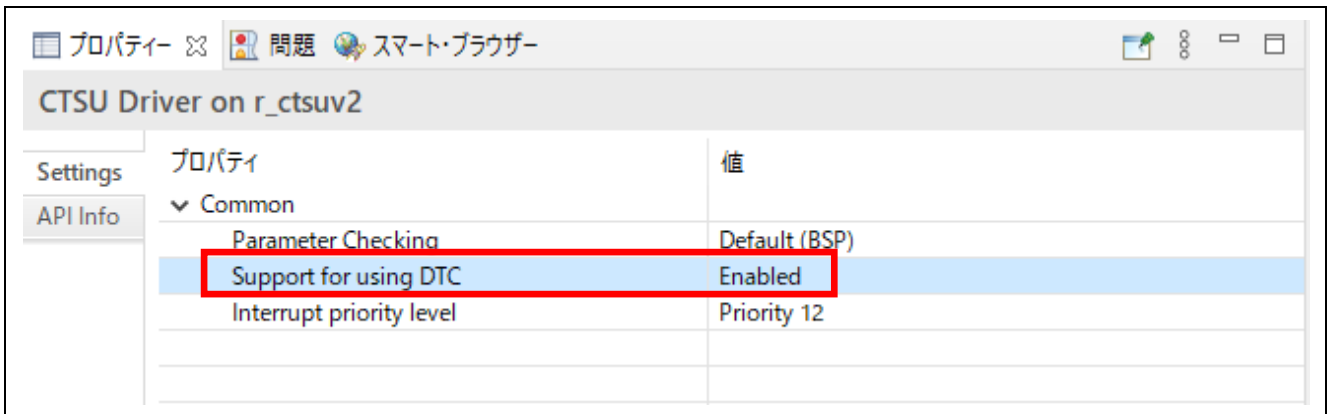 プロパティー 問題 スマート・ブラウザー
CTSU Driver on r_ctsuv2
Settings
API Info
プロパティ 値
Common
Parameter Checking Default (BSP)
Support for using DTC Enabled
Interrupt priority level Priority 12